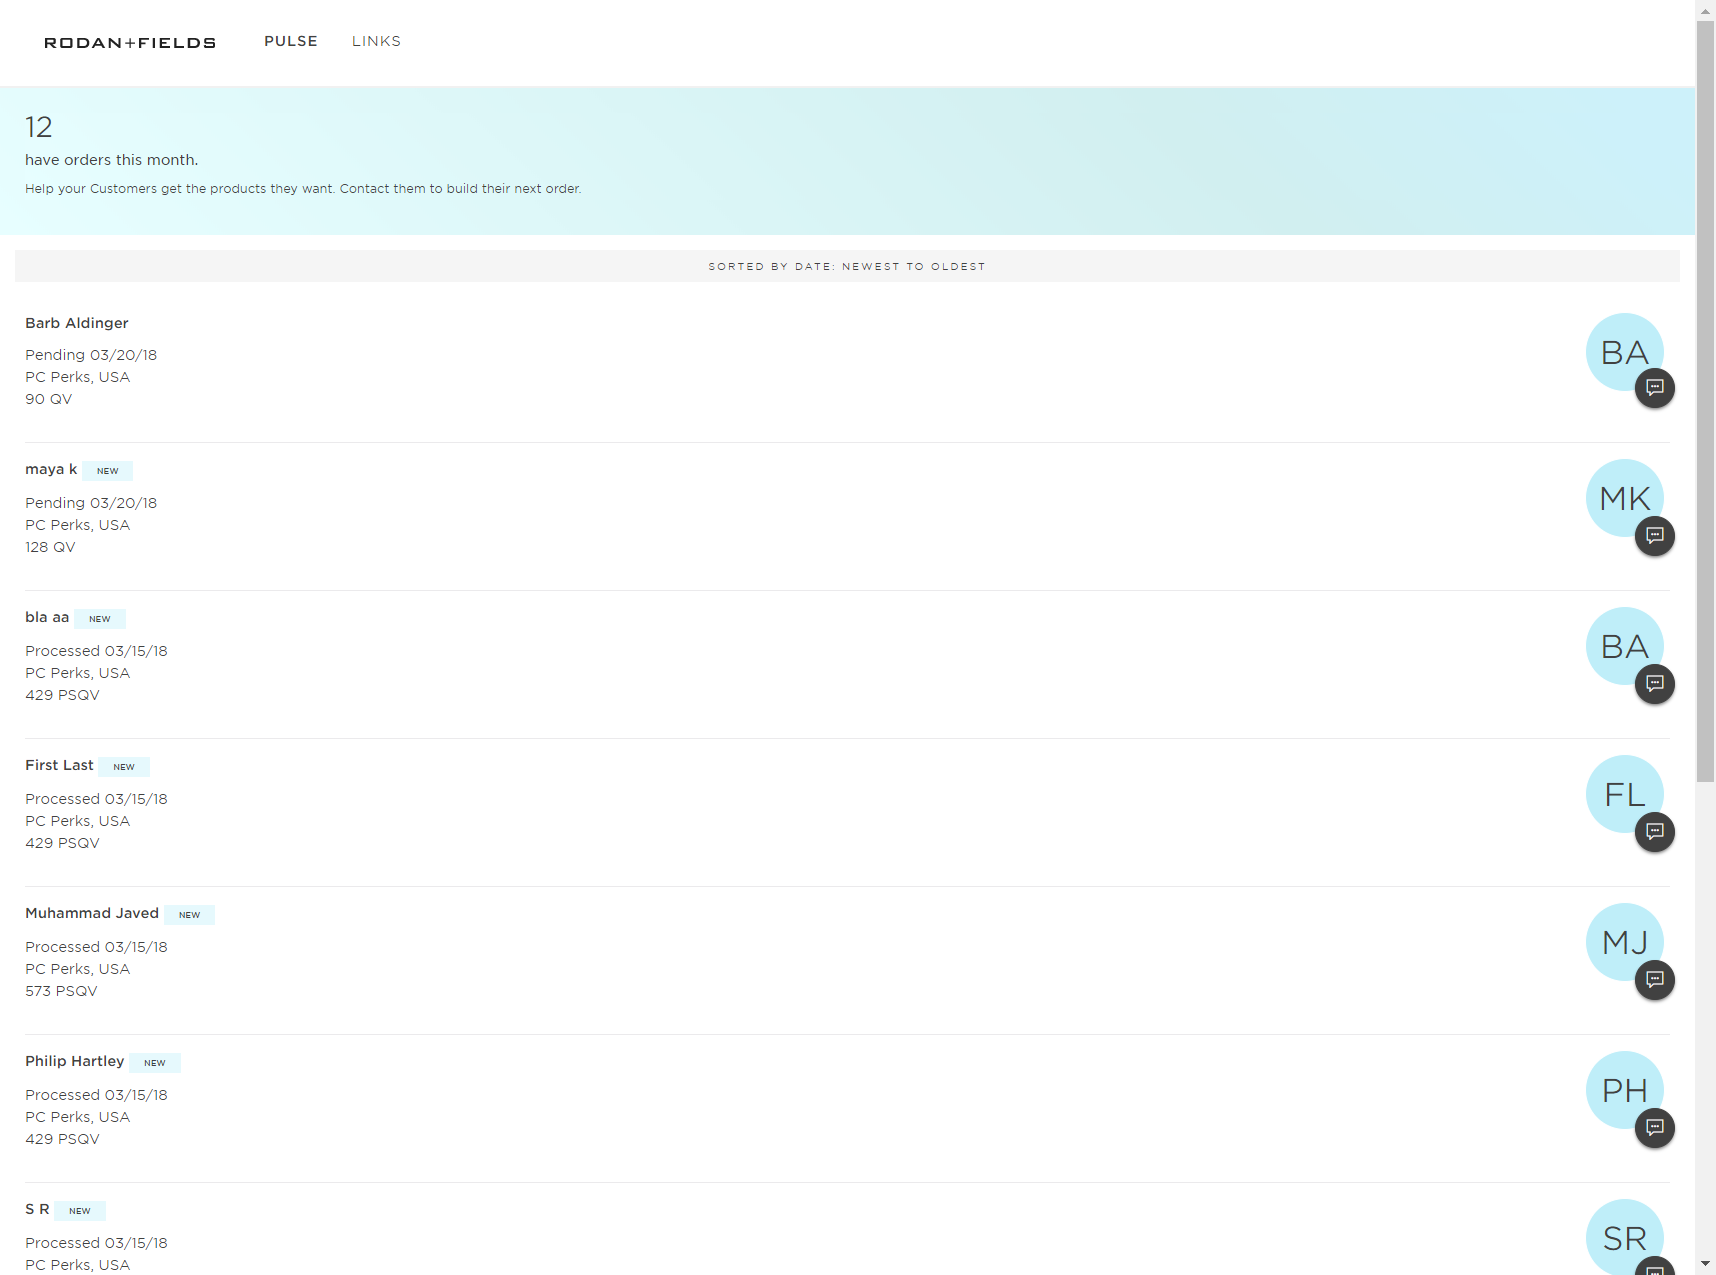 RODAN+FIELDS PULSE LINKS
12
have orders this month.
Help your Customers get the products they want. Contact them to build their next order.
SORTED BY DATE: NEWEST TO OLDEST
Barb Aldinger
Pending 03/20/18
PC Perks, USA
90 QV
BA
maya k NEW
Pending 03/20/18
PC Perks, USA
128 QV
MK
bla aa NEW
Processed 03/15/18
PC Perks, USA
429 PSQV
BA
First Last NEW
Processed 03/15/18
PC Perks, USA
429 PSQV
FL
Muhammad Javed NEW
Processed 03/15/18
PC Perks, USA
573 PSQV
MJ
Philip Hartley NEW
Processed 03/15/18
PC Perks, USA
429 PSQV
PH
S R NEW
Processed 03/15/18
PC Perks, USA
SR